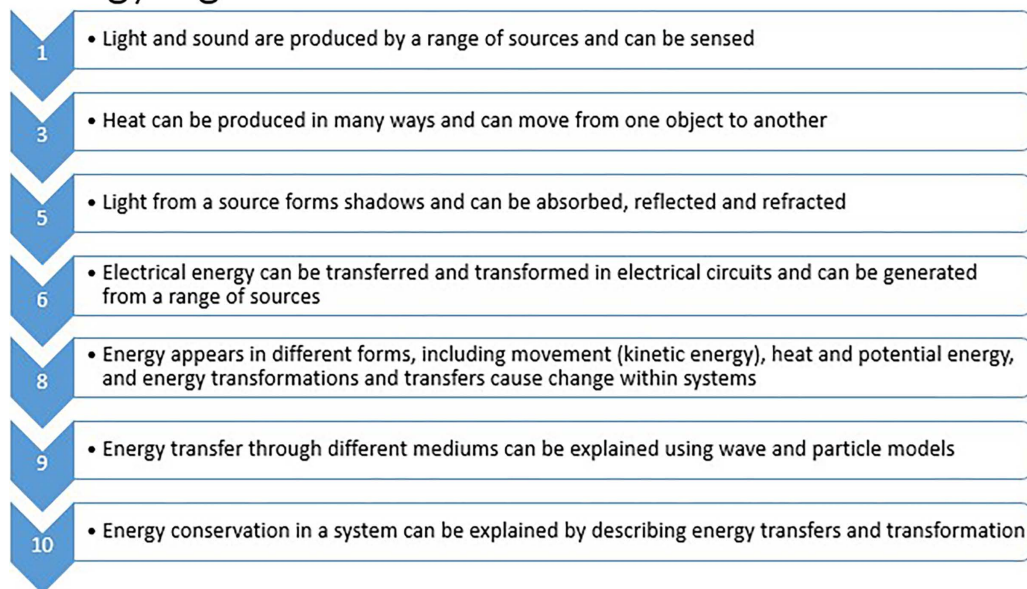 1
• Light and sound are produced by a range of sources and can be sensed
3
• Heat can be produced in many ways and can move from one object to another
5
• Light from a source forms shadows and can be absorbed, reflected and refracted
6
• Electrical energy can be transferred and transformed in electrical circuits and can be generated
from a range of sources
8
• Energy appears in different forms, including movement (kinetic energy), heat and potential energy,
and energy transformations and transfers cause change within systems
9
• Energy transfer through different mediums can be explained using wave and particle models
10
• Energy conservation in a system can be explained by describing energy transfers and transformation